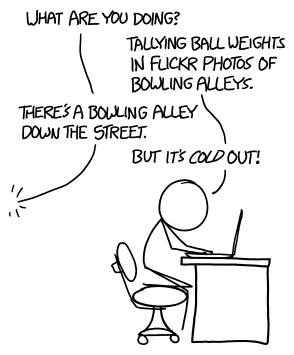 WHAT ARE YOU DOING?
TALLYING BALL WEIGHTS
IN FLICKR PHOTOS OF
BOWLING ALLEYS.
THERE'S A BOWLING ALLEY
DOWN THE STREET.
BUT IT'S COLD OUT!